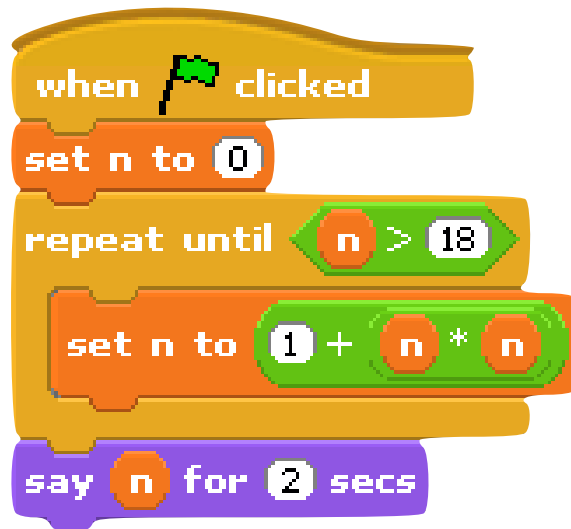 when clicked
set n to 0
repeat until n > 18
set n to 1 + n * n
say n for 2 secs